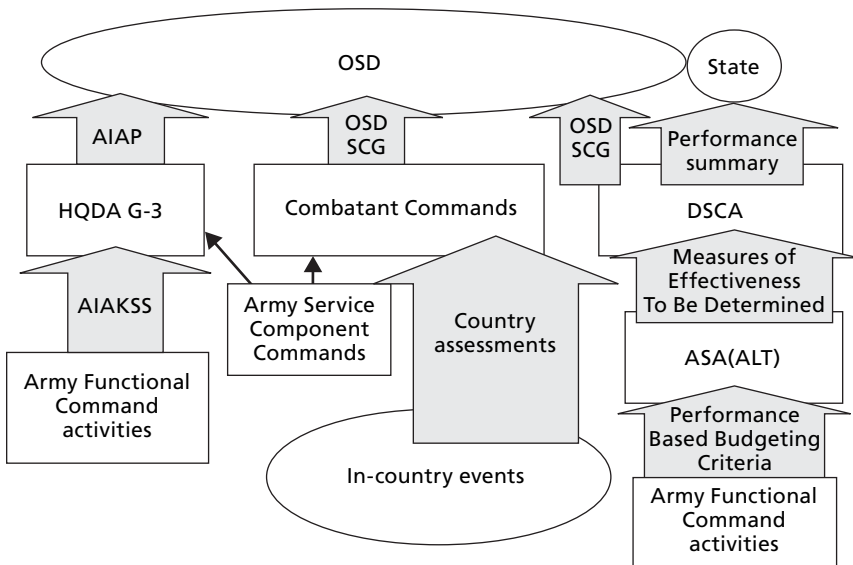 OSD
State
AIAP
OSD
SCG
OSD
SCG
Performance
summary
HQDA G-3
Combatant Commands
DSCA
AIAKSS
Army Service
Component
Commands
Country
assessments
Measures of
Effectiveness
To Be Determined
Army Functional
Command
activities
ASA(ALT)
In-country events
Performance
Based Budgeting
Criteria
Army Functional
Command
activities